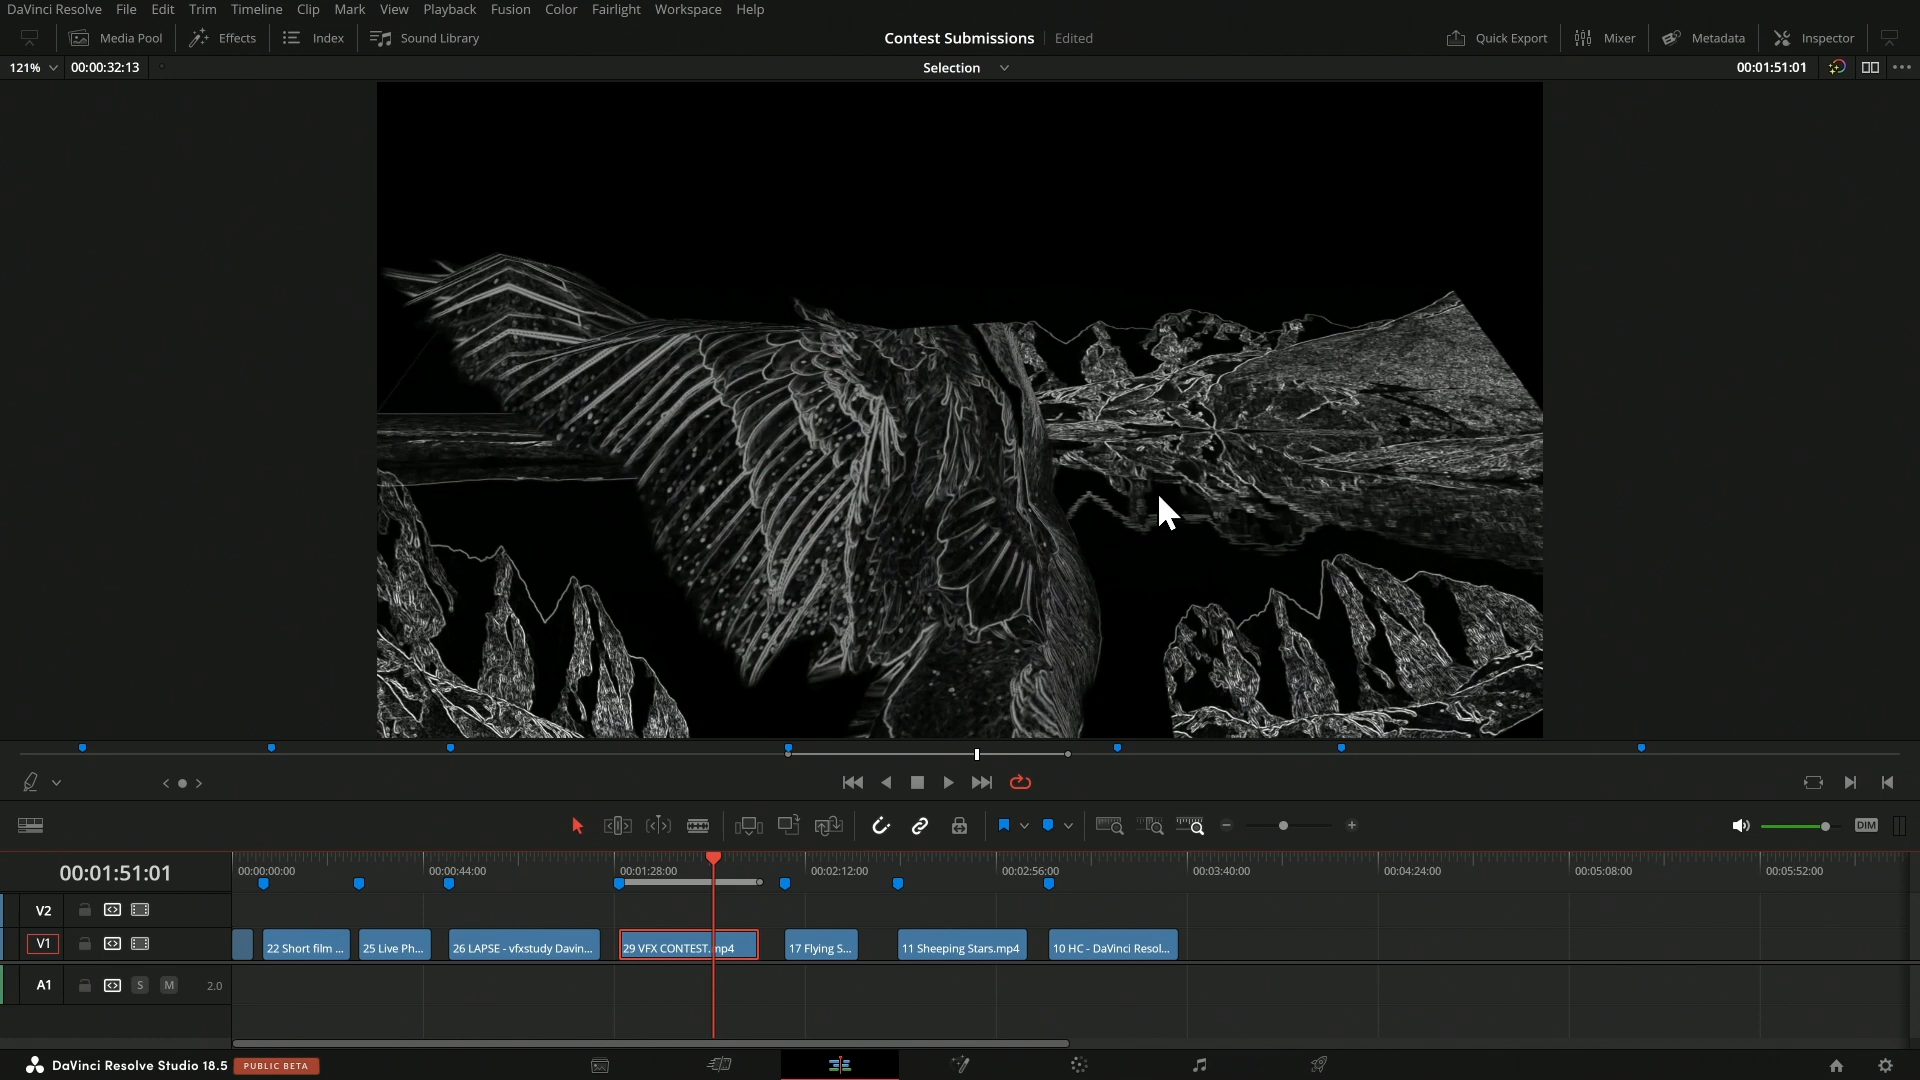 DaVinci Resolve File Edit Trim Timeline Clip Mark View Playback Fusion Color Fairlight Workspace Help
Media Pool Effects Index Sound Library Contest Submissions Edited Quick Export Mixer Metadata Inspector
121% 00:00:32:13 Selection 00:01:51:01
DIM
00:01:51:01 00:00:00:00 00:00:44:00 00:01:28:00 00:02:12:00 00:02:56:00 00:03:40:00 00:04:24:00 00:05:08:00 00:05:52:00
V2
V1 22 Short film ... 25 Live Ph... 26 LAPSE - vfxstudy Davin... 29 VFX CONTEST.mp4 17 Flying S... 11 Sheeping Stars.mp4 10 HC - DaVinci Resol...
A1 S M 2.0
DaVinci Resolve Studio 18.5 PUBLIC BETA